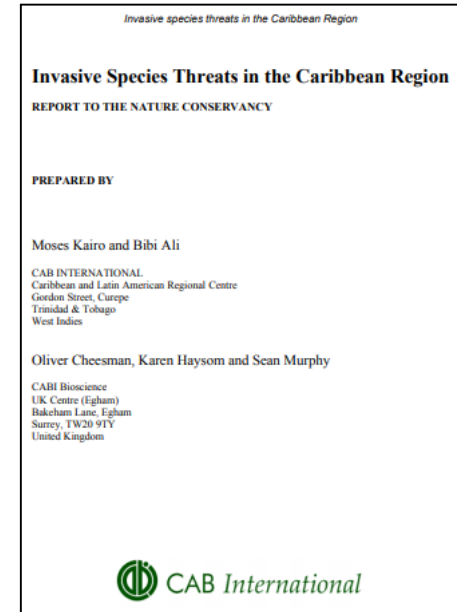 Invasive species threats in the Caribbean Region
Invasive Species Threats in the Caribbean Region
REPORT TO THE NATURE CONSERVANCY
PREPARED BY
Moses Kairo and Bibi Ali
CAB INTERNATIONAL
Caribbean and Latin American Regional Centre
Gordon Street, Curepe
Trinidad & Tobago
West Indies
Oliver Cheesman, Karen Haysom and Sean Murphy
CABI Bioscience
UK Centre (Egham)
Bakeham Lane, Egham
Surrey, TW20 9TY
United Kingdom
CAB International